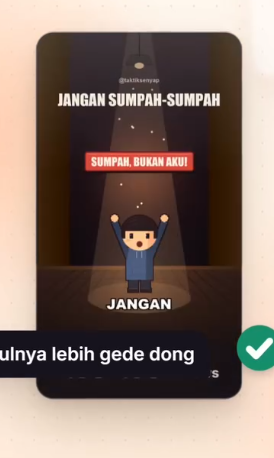 @taktiksenyap
JANGAN SUMPAH-SUMPAH
SUMPAH, BUKAN AKU!
JANGAN
ulnya lebih gede dong